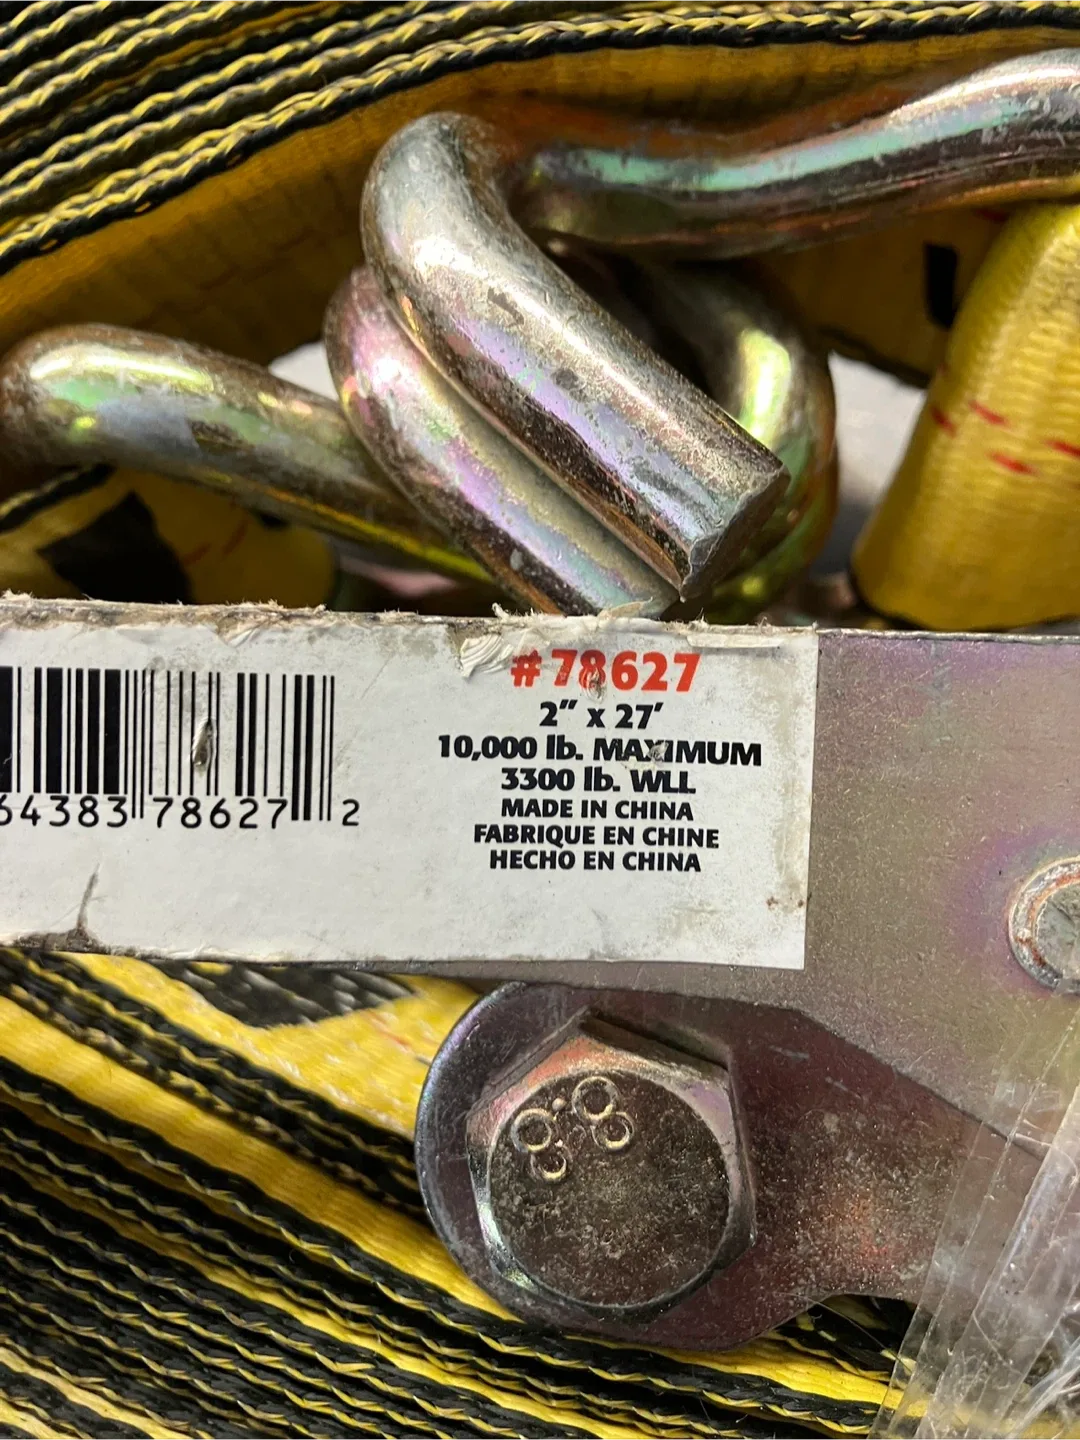 #78627
2" x 27'
10,000 lb. MAXIMUM
3300 lb. WLL
MADE IN CHINA
FABRIQUE EN CHINE
HECHO EN CHINA
64383 78627 2
8.8